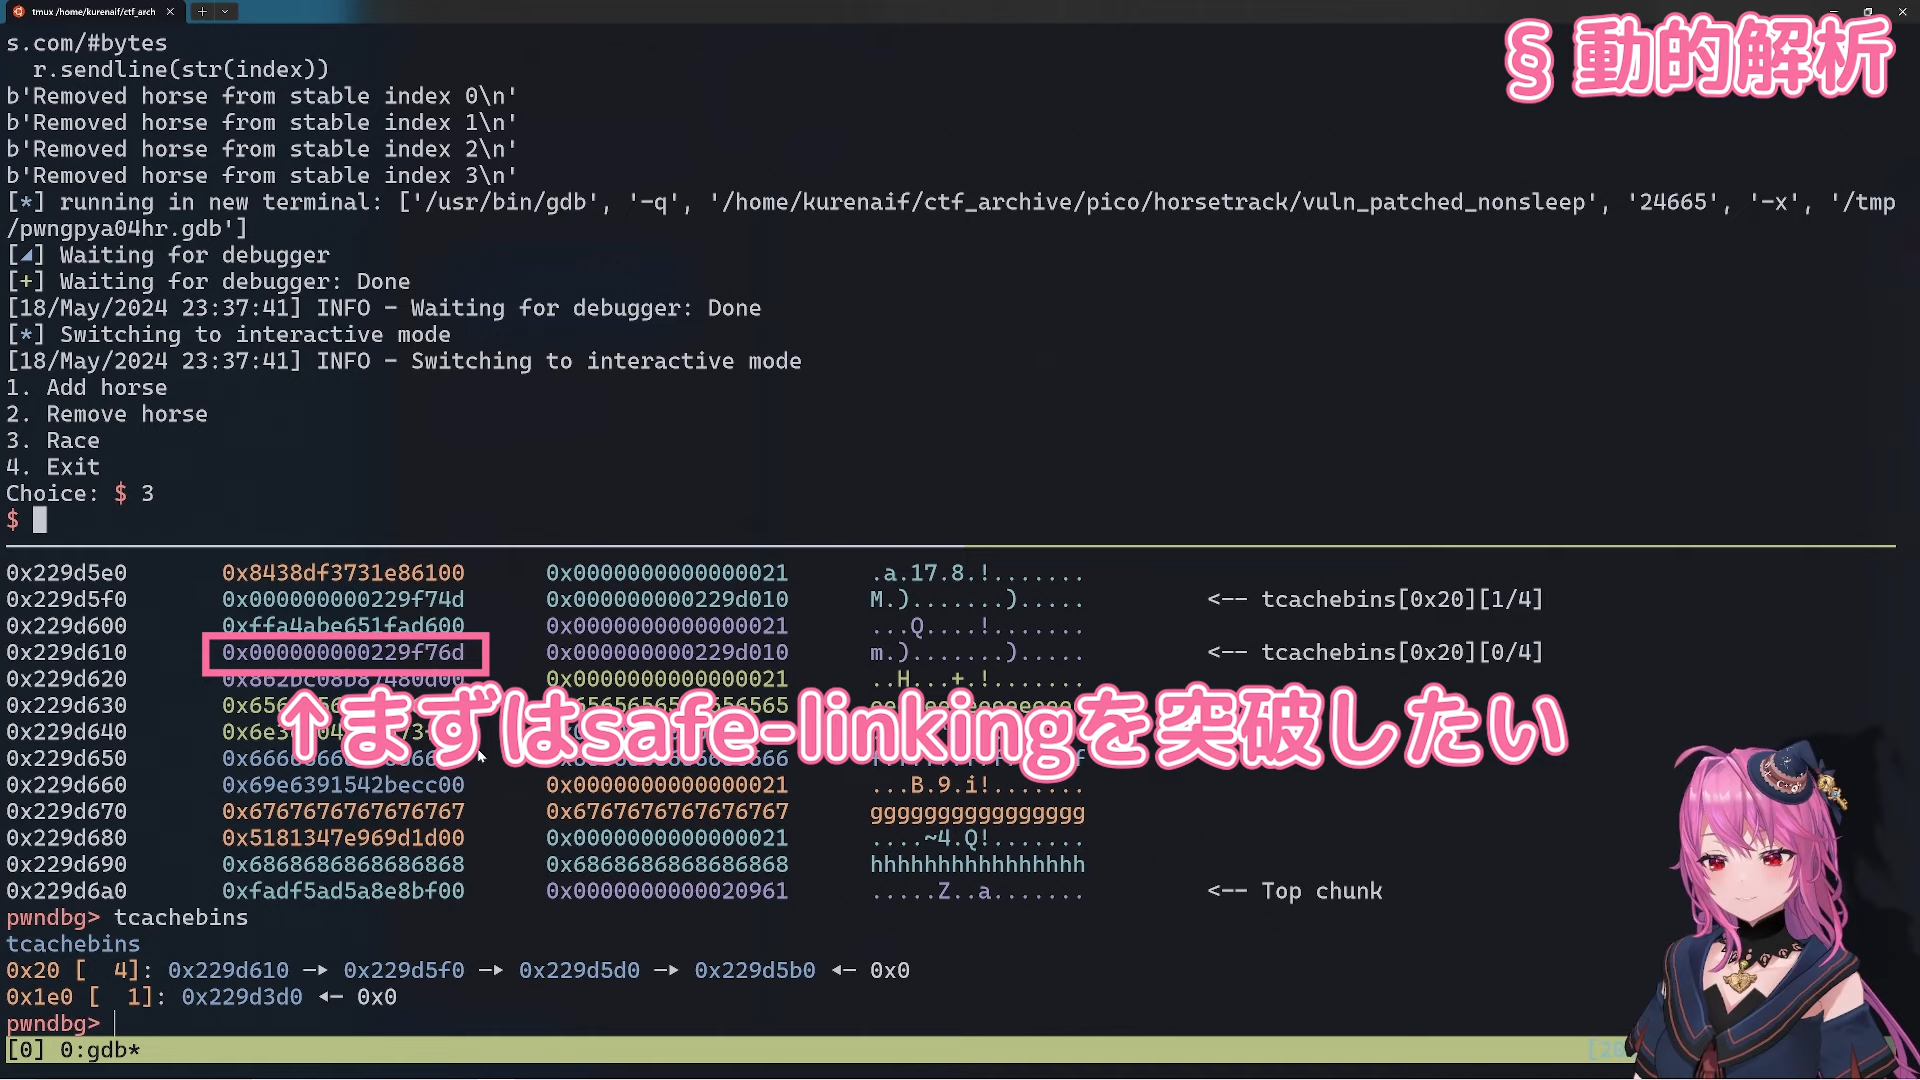 tmux /home/kurenaif/ctf_arch
§ 動的解析
s.com/#bytes
  r.sendline(str(index))
b'Removed horse from stable index 0\n'
b'Removed horse from stable index 1\n'
b'Removed horse from stable index 2\n'
b'Removed horse from stable index 3\n'
[*] running in new terminal: ['/usr/bin/gdb', '-q', '/home/kurenaif/ctf_archive/pico/horsetrack/vuln_patched_nonsleep', '24665', '-x', '/tmp
/pwngpya04hr.gdb']
[◢] Waiting for debugger
[+] Waiting for debugger: Done
[18/May/2024 23:37:41] INFO - Waiting for debugger: Done
[*] Switching to interactive mode
[18/May/2024 23:37:41] INFO - Switching to interactive mode
1. Add horse
2. Remove horse
3. Race
4. Exit
Choice: $ 3
$
0x229d5e0 0x8438df3731e86100 0x0000000000000021 .a.17.8.!.......
0x229d5f0 0x000000000229f74d 0x000000000229d010 M.).......)..... <-- tcachebins[0x20][1/4]
0x229d600 0xffa4abe651fad600 0x0000000000000021 ...Q....!.......
0x229d610 0x000000000229f76d 0x000000000229d010 m.).......)..... <-- tcachebins[0x20][0/4]
0x229d620 0x862bc08b87480d00 0x0000000000000021 ..H...+.!.......
0x229d630
↑まずはsafe-linkingを突破したい
0x229d640
0x229d650
0x229d660 0x69e6391542becc00 0x0000000000000021 ...B.9.i!.......
0x229d670 0x6767676767676767 0x6767676767676767 gggggggggggggggg
0x229d680 0x5181347e969d1d00 0x0000000000000021 ....~4.Q!.......
0x229d690 0x6868686868686868 0x6868686868686868 hhhhhhhhhhhhhhhh
0x229d6a0 0xfadf5ad5a8e8bf00 0x0000000000020961 .....Z..a....... <-- Top chunk
pwndbg> tcachebins
tcachebins
0x20 [  4]: 0x229d610 —▸ 0x229d5f0 —▸ 0x229d5d0 —▸ 0x229d5b0 ◂— 0x0
0x1e0 [  1]: 0x229d3d0 ◂— 0x0
pwndbg>
[0] 0:gdb*